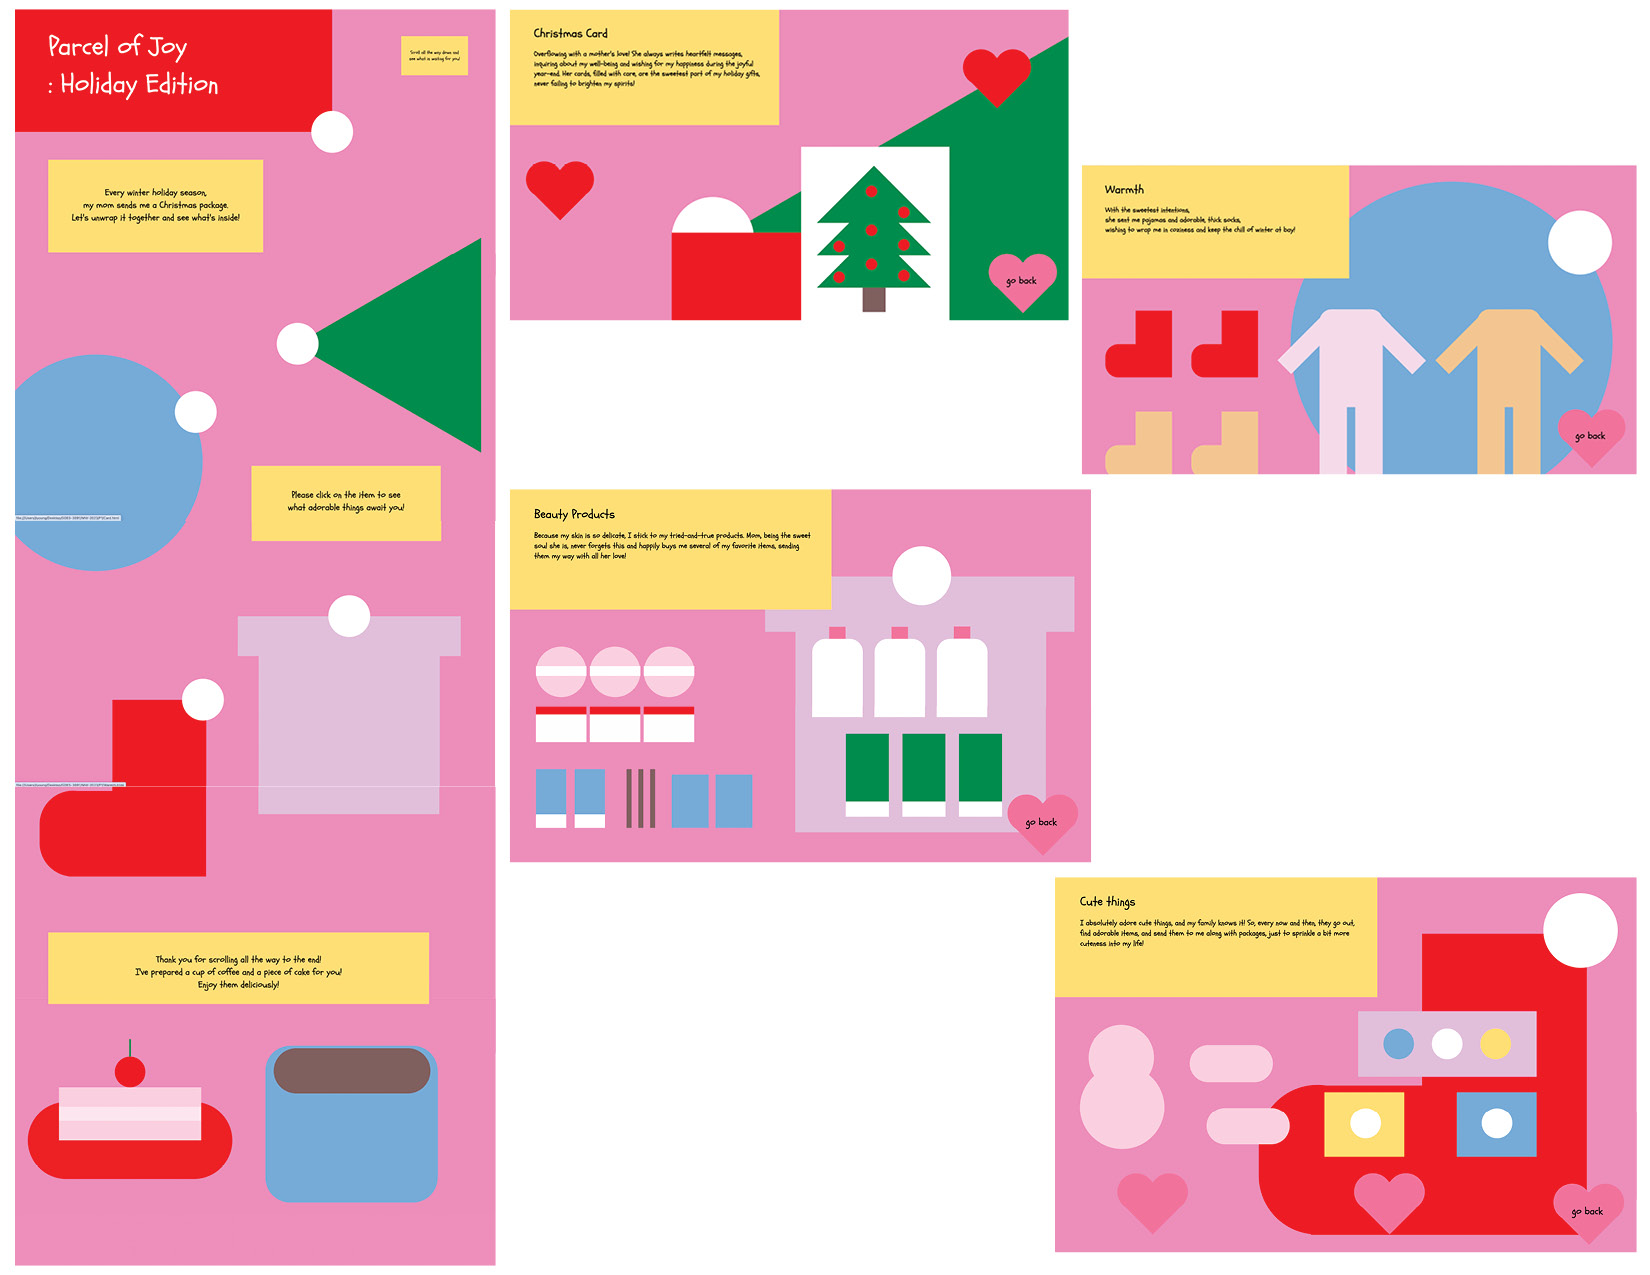 Parcel of Joy
: Holiday Edition
Scroll all the way down and
see what is waiting for you!
Every winter holiday season,
my mom sends me a Christmas package.
Let's unwrap it together and see what's inside!
Please click on the item to see
what adorable things await you!
Thank you for scrolling all the way to the end!
I've prepared a cup of coffee and a piece of cake for you!
Enjoy them deliciously!
Christmas Card
Overflowing with a mother's love! She always writes heartfelt messages,
inquiring about my well-being and wishing for my happiness during the joyful
year-end. Her cards, filled with care, are the sweetest part of my holiday gifts,
never failing to brighten my spirits!
go back
Warmth
With the sweetest intentions,
she sent me pajamas and adorable, thick socks,
wishing to wrap me in coziness and keep the chill of winter at bay!
go back
Beauty Products
Because my skin is so delicate, I stick to my tried-and-true products. Mom, being the sweet
soul she is, never forgets this and happily buys me several of my favorite items, sending
them my way with all her love!
go back
Cute things
I absolutely adore cute things, and my family knows it! So, every now and then, they go out,
find adorable items, and send them to me along with packages, just to sprinkle a bit more
cuteness into my life!
go back